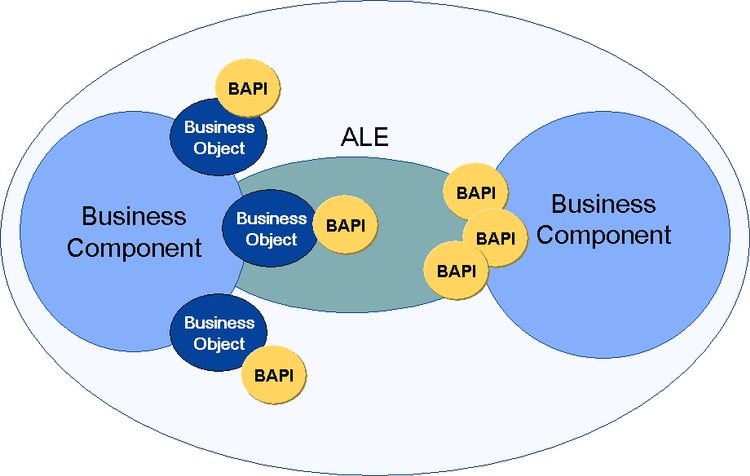 BAPI
Business
Object
ALE
Business
Component
Business
Object
BAPI
BAPI
BAPI
BAPI
Business
Component
Business
Object
BAPI